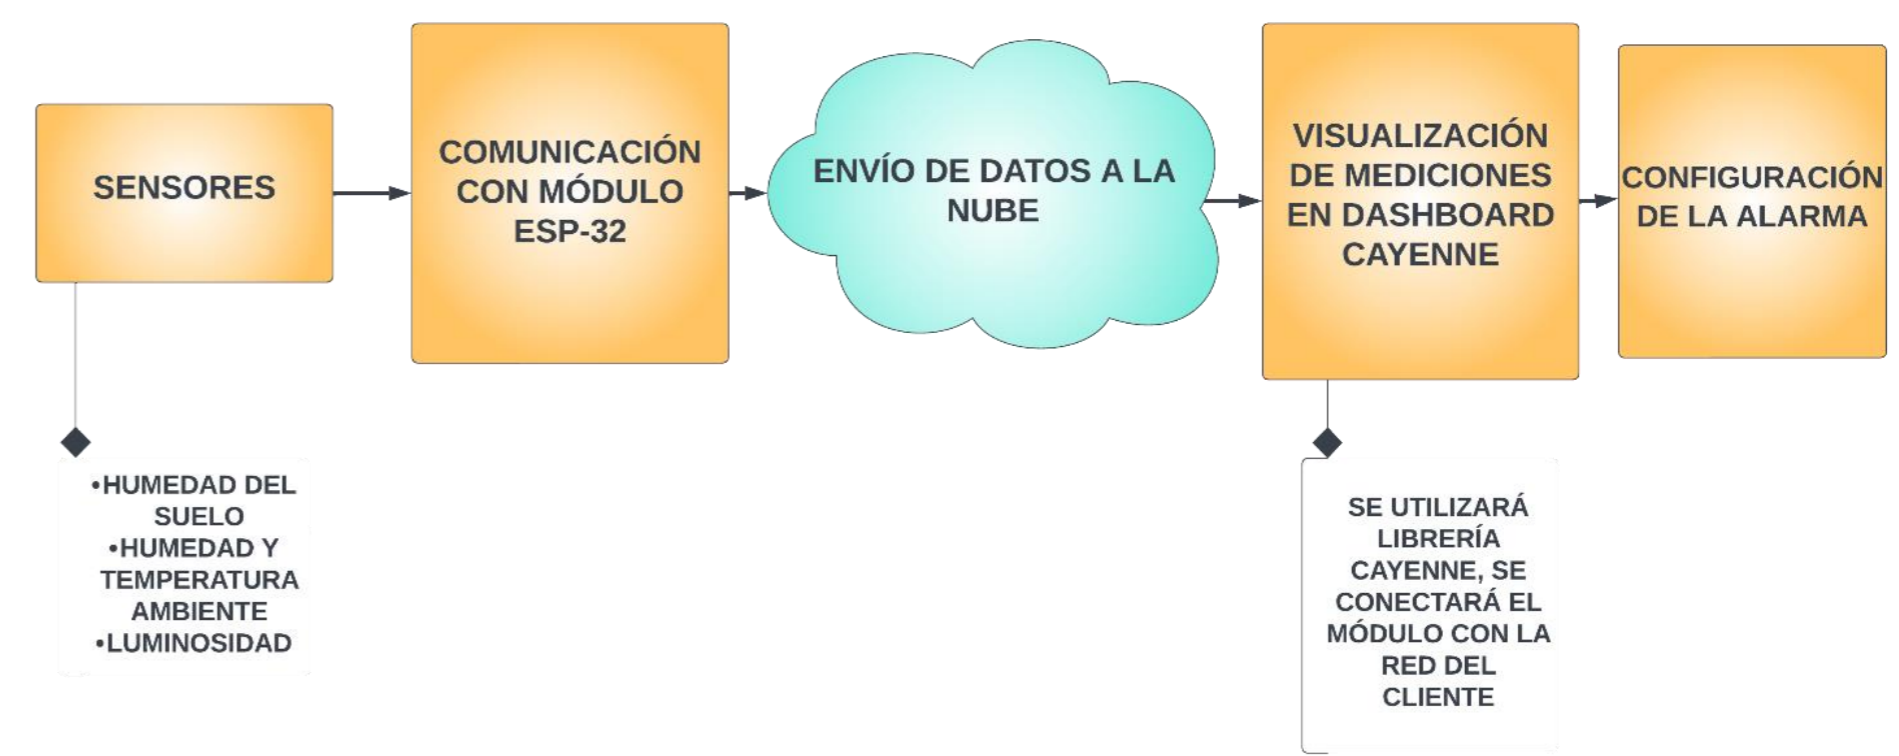 SENSORES
COMUNICACIÓN
CON MÓDULO
ESP-32
ENVÍO DE DATOS A LA
NUBE
VISUALIZACIÓN
DE MEDICIONES
EN DASHBOARD
CAYENNE
CONFIGURACIÓN
DE LA ALARMA
•HUMEDAD DEL
SUELO
•HUMEDAD Y
TEMPERATURA
AMBIENTE
•LUMINOSIDAD
SE UTILIZARÁ
LIBRERÍA
CAYENNE, SE
CONECTARÁ EL
MÓDULO CON LA
RED DEL
CLIENTE